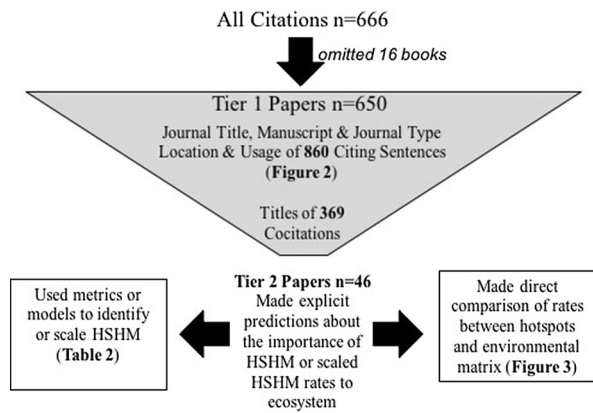 All Citations n=666
omitted 16 books
Tier 1 Papers n=650
Journal Title, Manuscript & Journal Type
Location & Usage of 860 Citing Sentences
(Figure 2)
Titles of 369
Cocitations
Used metrics or
models to identify
or scale HSHM
(Table 2)
Tier 2 Papers n=46
Made explicit
predictions about
the importance of
HSHM or scaled
HSHM rates to
ecosystem
Made direct
comparison of rates
between hotspots
and environmental
matrix (Figure 3)